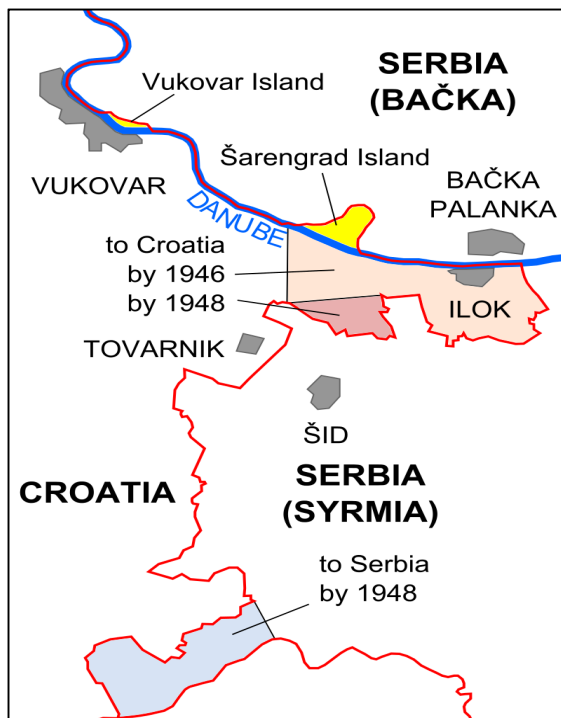 Vukovar Island
SERBIA
(BAČKA)
Šarengrad Island
VUKOVAR
DANUBE
BAČKA
PALANKA
to Croatia
by 1946
by 1948
ILOK
TOVARNIK
ŠID
CROATIA
SERBIA
(SYRMIA)
to Serbia
by 1948